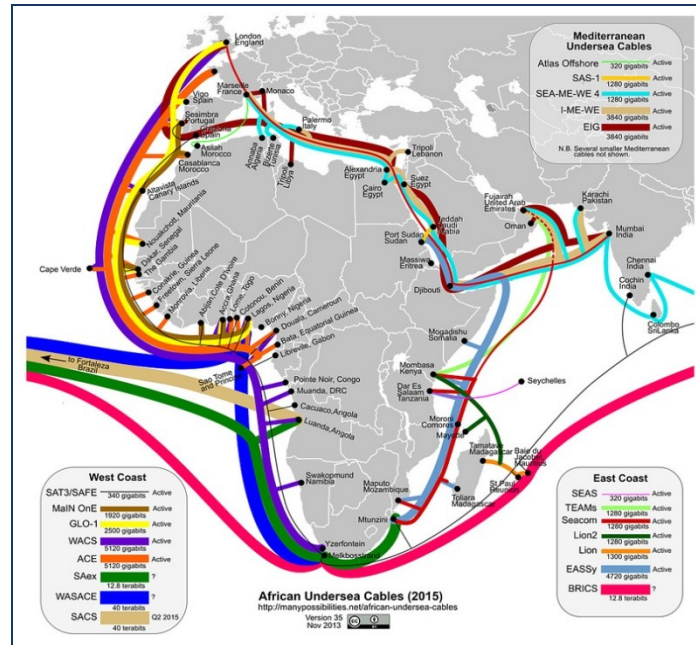 London
England
Vigo
Spain
Sesimbra
Portugal
Marseille
France
Monaco
Palermo
Italy
Spain
Asilah
Morocco
Casablanca
Morocco
Annaba
Algeria
Bizerte
Tunisia
Tripoli
Libya
Tripoli
Lebanon
Alexandria
Egypt
Cairo
Egypt
Suez
Egypt
Jeddah
Saudi
Arabia
Port Sudan
Sudan
Massiwa
Eritrea
Djibouti
Fujairah
United Arab
Emirates
Oman
Karachi
Pakistan
Mumbai
India
Chennai
India
Cochin
India
Colombo
Sri Lanka
Altavista
Canary Islands
Nouakchott, Mauritania
Dakar, Senegal
The Gambia
Conakrie, Guinea
Freetown, Sierra Leone
Monrovia, Liberia
Cape Verde
Abijan, Cote D'ivoire
Accra, Ghana
Lome, Togo
Cotonou, Benin
Lagos, Nigeria
Bonny, Nigeria
Douala, Cameroun
Bata, Equatorial Guinea
Libreville, Gabon
Sao Tome
and Principe
to Fortaleza
Brazil
Pointe Noir, Congo
Muanda, DRC
Cacuaco,Angola
Luanda,Angola
Swakopmund
Namibia
Yzerfontein
Melkbosstrand
Mtunzini
Maputo
Mozambique
Toliara
Madagascar
Mogadishu
Somalia
Mombasa
Kenya
Dar Es
Salaam
Tanzania
Seychelles
Moroni
Comores
Mayotte
Tamatave
Madagascar
Baie du
Jacobet
Mauritius
St.Paul
Reunion
Mediterranean
Undersea Cables
Atlas Offshore 320 gigabits Active
SAS-1 1280 gigabits Active
SEA-ME-WE 4 1280 gigabits Active
I-ME-WE 3840 gigabits Active
EIG 3840 gigabits Active
N.B. Several smaller Mediterranean
cables not shown.
West Coast
SAT3/SAFE 340 gigabits Active
MaIN OnE 1920 gigabits Active
GLO-1 2500 gigabits Active
WACS 5120 gigabits Active
ACE 5120 gigabits Active
SAex 12.8 terabits ?
WASACE 40 terabits ?
SACS 40 terabits Q2 2015
East Coast
SEAS 320 gigabits Active
TEAMs 1280 gigabits Active
Seacom 1280 gigabits Active
Lion2 1280 gigabits Active
Lion 1300 gigabits Active
EASSy 4720 gigabits Active
BRICS 12.8 terabits ?
African Undersea Cables (2015)
http://manypossibilities.net/african-undersea-cables
Version 35
Nov 2013